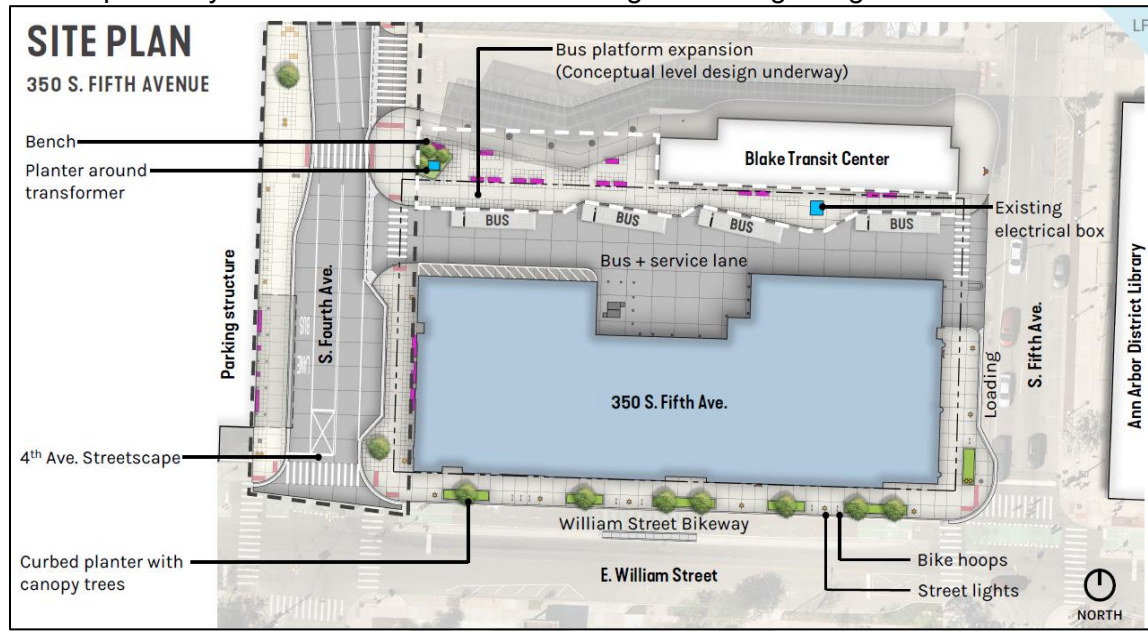 SITE PLAN
350 S. FIFTH AVENUE
LF
Bus platform expansion
(Conceptual level design underway)
Bench
Planter around
transformer
Blake Transit Center
BUS
BUS
BUS
BUS
Existing
electrical box
Bus + service lane
Parking structure
S. Fourth Ave.
BUS
LANE
350 S. Fifth Ave.
Loading
S. Fifth Ave.
Ann Arbor District Library
4th Ave. Streetscape
William Street Bikeway
Curbed planter with
canopy trees
E. William Street
Bike hoops
Street lights
NORTH